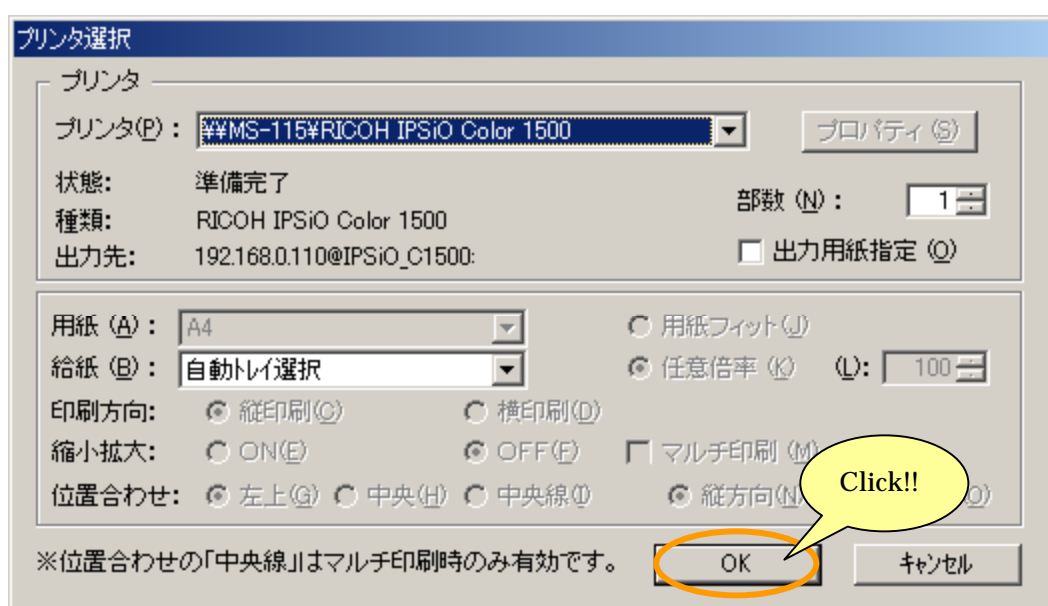 プリンタ選択
プリンタ
プリンタ(P)： ¥¥MS-115¥RICOH IPSiO Color 1500 プロパティ (S)
状態: 準備完了
部数 (N)： 1
種類: RICOH IPSiO Color 1500
出力先: 192.168.0.110@IPSiO_C1500:
出力用紙指定 (O)
用紙 (A)： A4 用紙フィット(J)
給紙 (B)： 自動トレイ選択 任意倍率 (K) (L): 100
印刷方向: 縦印刷(C) 横印刷(D)
縮小拡大: ON(E) OFF(F) マルチ印刷 (M)
Click!!
位置合わせ: 左上(G) 中央(H) 中央線(I) 縦方向(N) O)
※位置合わせの「中央線」はマルチ印刷時のみ有効です。 OK キャンセル